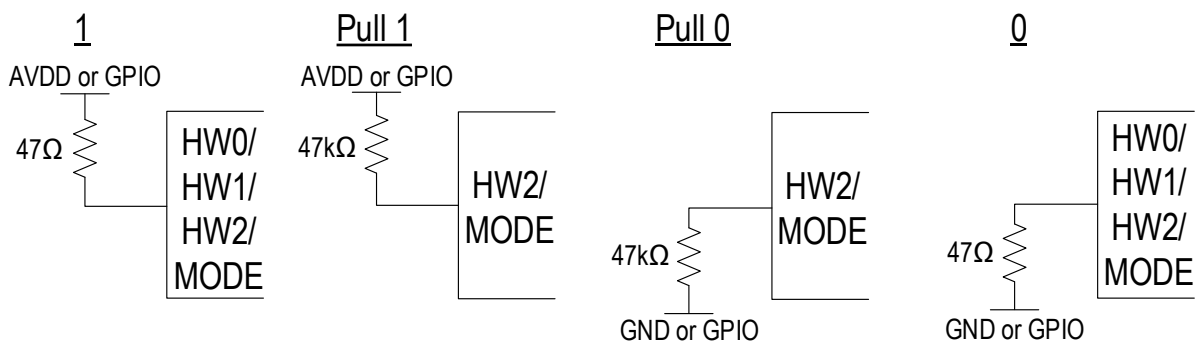 1
AVDD or GPIO
47Ω
HW0/
HW1/
HW2/
MODE
Pull 1
AVDD or GPIO
47kΩ
HW2/
MODE
Pull 0
HW2/
MODE
47kΩ
GND or GPIO
0
HW0/
HW1/
HW2/
MODE
47Ω
GND or GPIO